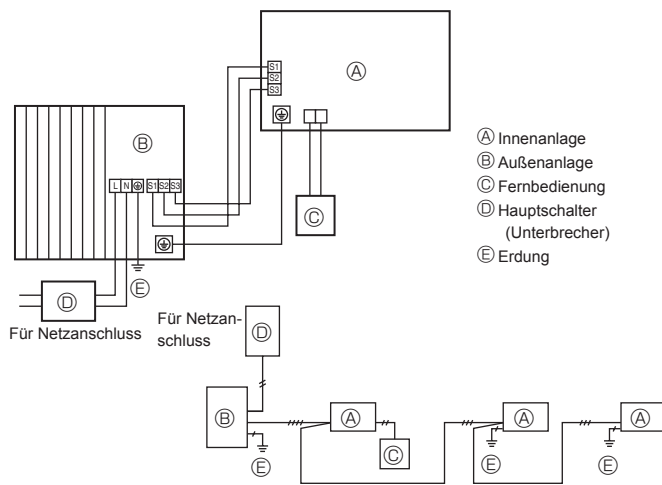 S1
S2
S3
Ⓐ
Ⓑ
L N S1 S2 S3
Ⓒ
Ⓓ
Ⓔ
Für Netzanschluss
Ⓐ Innenanlage
Ⓑ Außenanlage
Ⓒ Fernbedienung
Ⓓ Hauptschalter
(Unterbrecher)
Ⓔ Erdung
Für Netzan-
schluss
Ⓓ
Ⓑ
Ⓐ
Ⓐ
Ⓐ
Ⓒ
Ⓔ
Ⓔ
Ⓔ